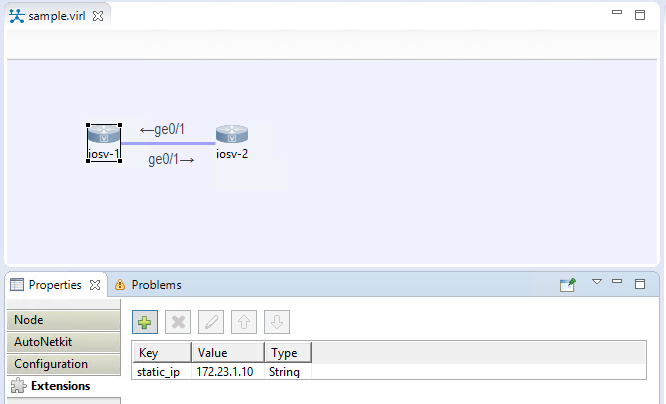 sample.virl
←ge0/1
iosv-1 iosv-2
ge0/1→
Properties Problems
Node
AutoNetkit
Configuration
Extensions
Key Value Type
static_ip 172.23.1.10 String